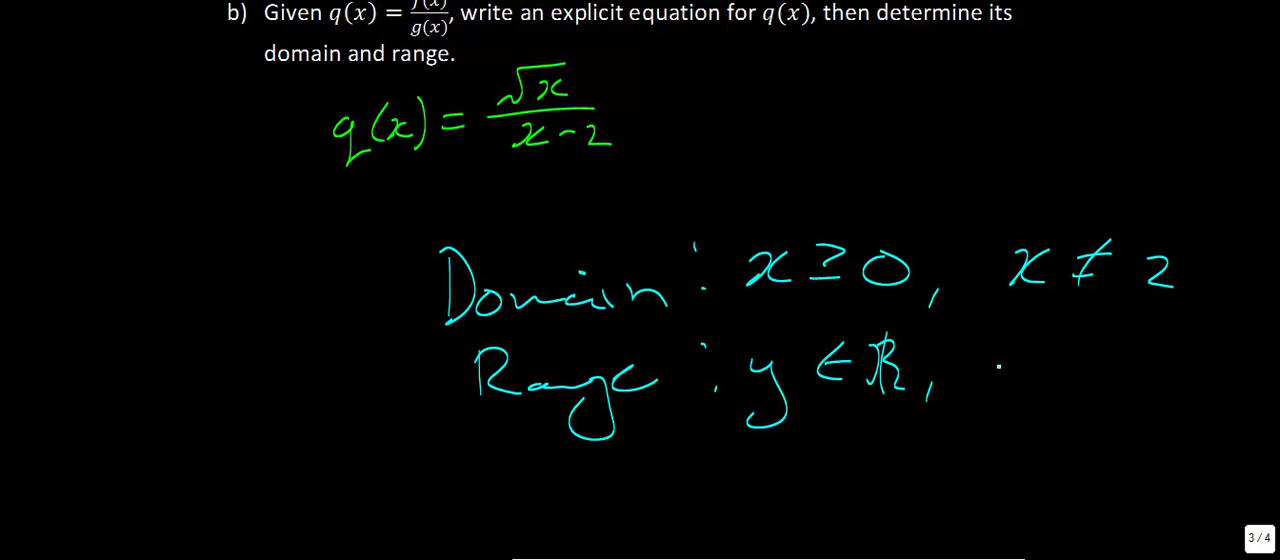 b) Given q(x) = f(x)/g(x), write an explicit equation for q(x), then determine its
domain and range.
q(x) = √x / x - 2
Domain : x ≥ 0, x ≠ 2
Range : y ∈ ℝ,
3 / 4